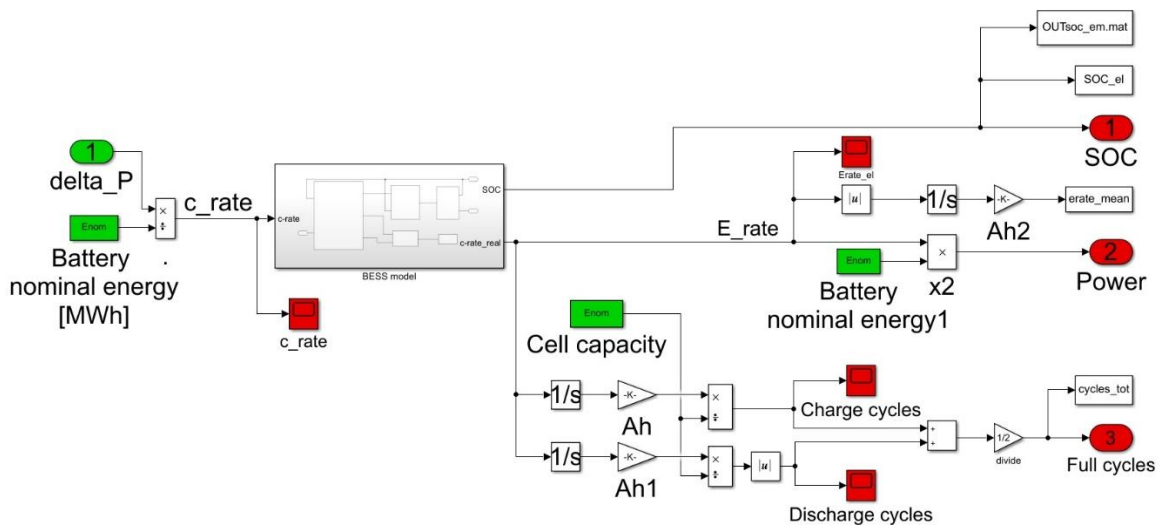 OUTsoc_em.mat
SOC_el
1
SOC
1
delta_P
Enom
Battery
nominal energy
[MWh]
×
÷
c_rate
.
c_rate
c-rate
SOC
c-rate_real
BESS model
Erate_el
|u|
1/s
-K-
Ah2
erate_mean
E_rate
Enom
Battery
nominal energy1
×
x2
2
Power
Enom
Cell capacity
1/s
-K-
Ah
×
÷
Charge cycles
1/s
-K-
Ah1
×
÷
|u|
Discharge cycles
+
+
1/2
divide
cycles_tot
3
Full cycles